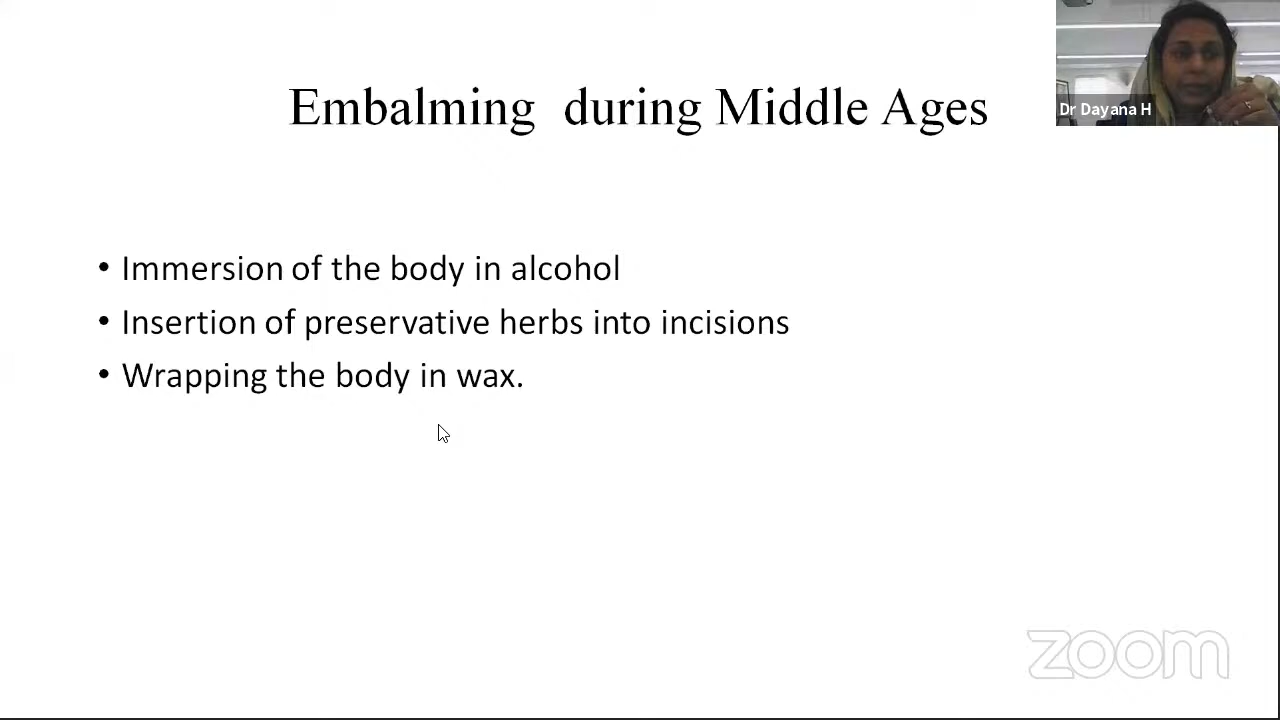 Embalming  during Middle Ages
Dr Dayana H
• Immersion of the body in alcohol
• Insertion of preservative herbs into incisions
• Wrapping the body in wax.
zoom